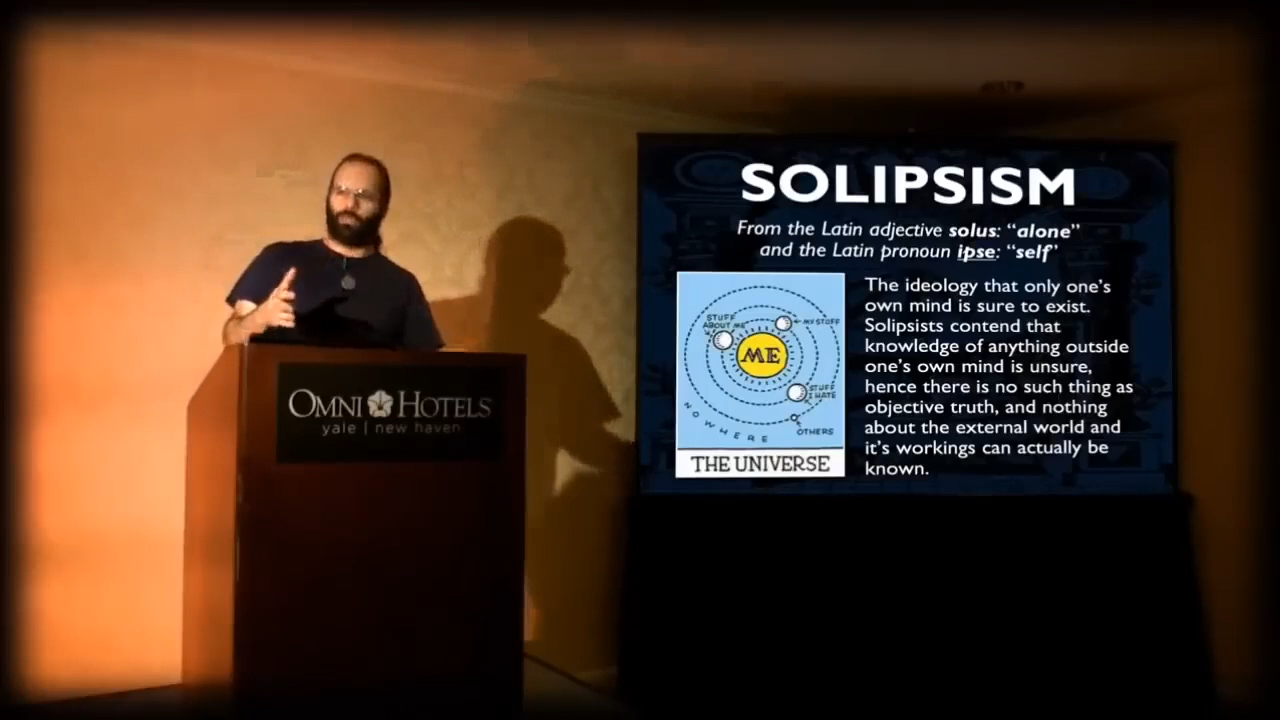 SOLIPSISM
From the Latin adjective solus: “alone”
and the Latin pronoun ipse: “self’
STUFF
ABOUT ME
MY STUFF
ME
STUFF
I HATE
OTHERS
NOWHERE
THE UNIVERSE
The ideology that only one’s
own mind is sure to exist.
Solipsists contend that
knowledge of anything outside
one’s own mind is unsure,
hence there is no such thing as
objective truth, and nothing
about the external world and
it’s workings can actually be
known.
OMNI HOTELS
yale | new haven